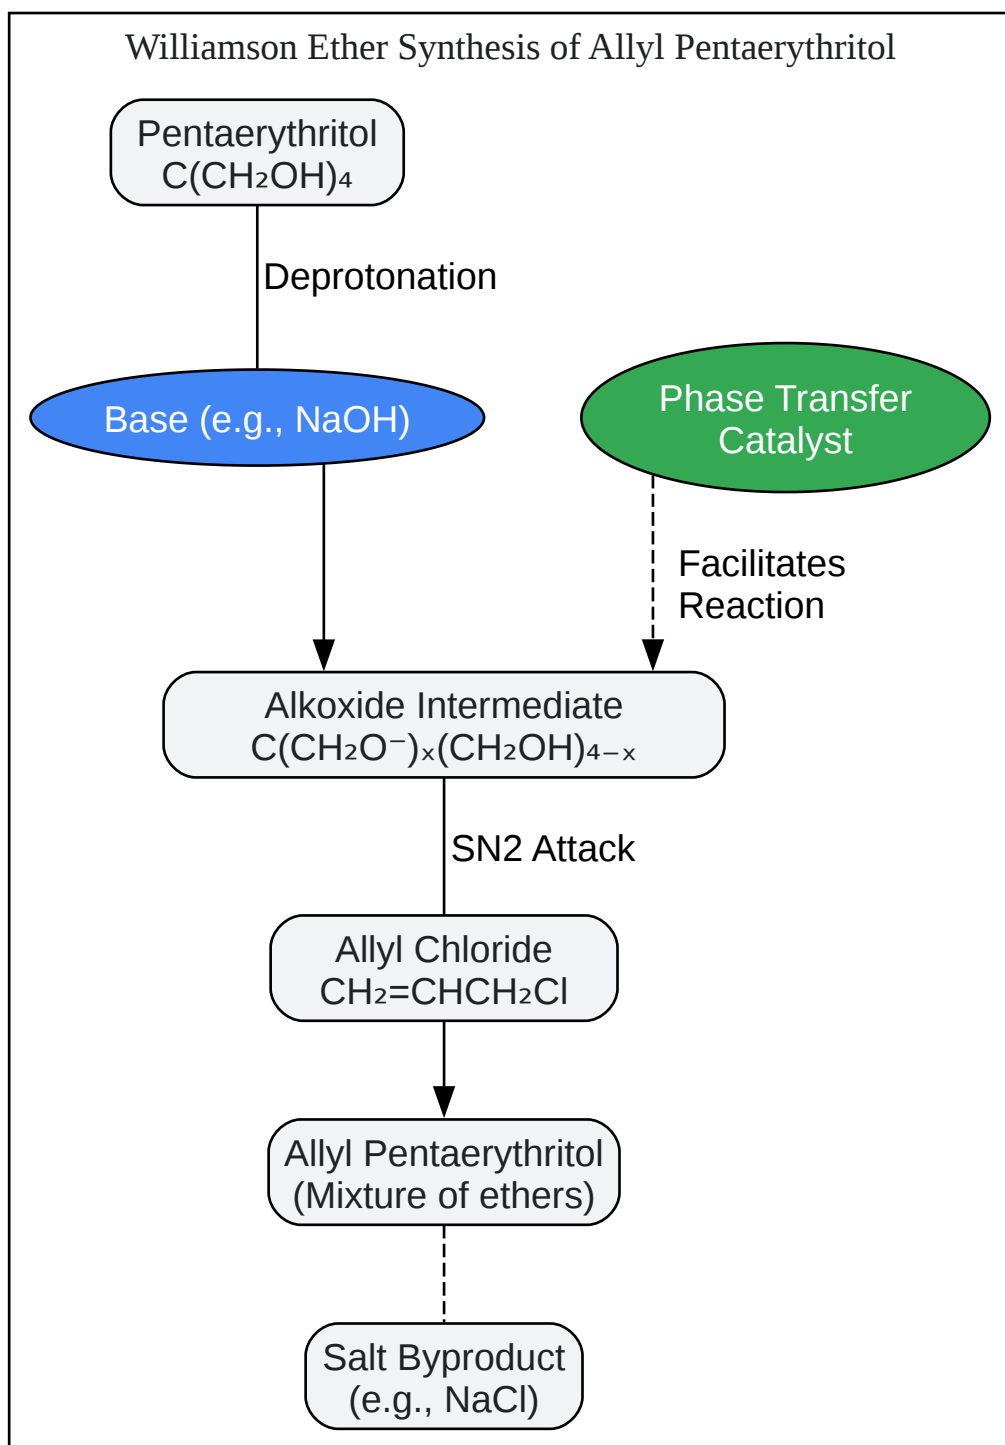 Williamson Ether Synthesis of Allyl Pentaerythritol
Pentaerythritol
C(CH₂OH)₄
Deprotonation
Base (e.g., NaOH)
Phase Transfer
Catalyst
Facilitates
Reaction
Alkoxide Intermediate
C(CH₂O⁻)ₓ(CH₂OH)₄₋ₓ
SN2 Attack
Allyl Chloride
CH₂=CHCH₂Cl
Allyl Pentaerythritol
(Mixture of ethers)
Salt Byproduct
(e.g., NaCl)